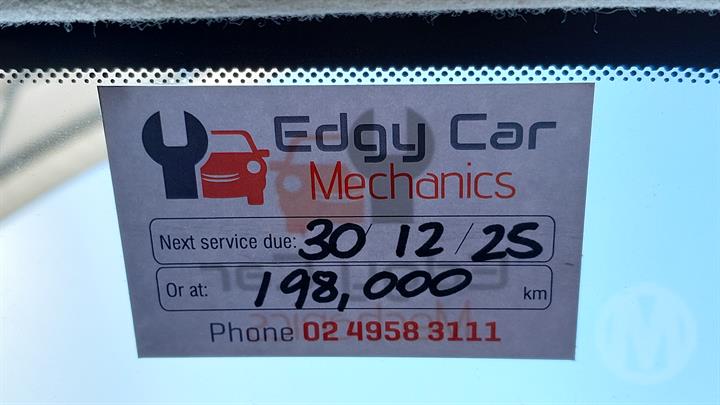 Edgy Car
Mechanics
Next service due: 30/12/25
Or at: 198,000 km
Phone 02 4958 3111